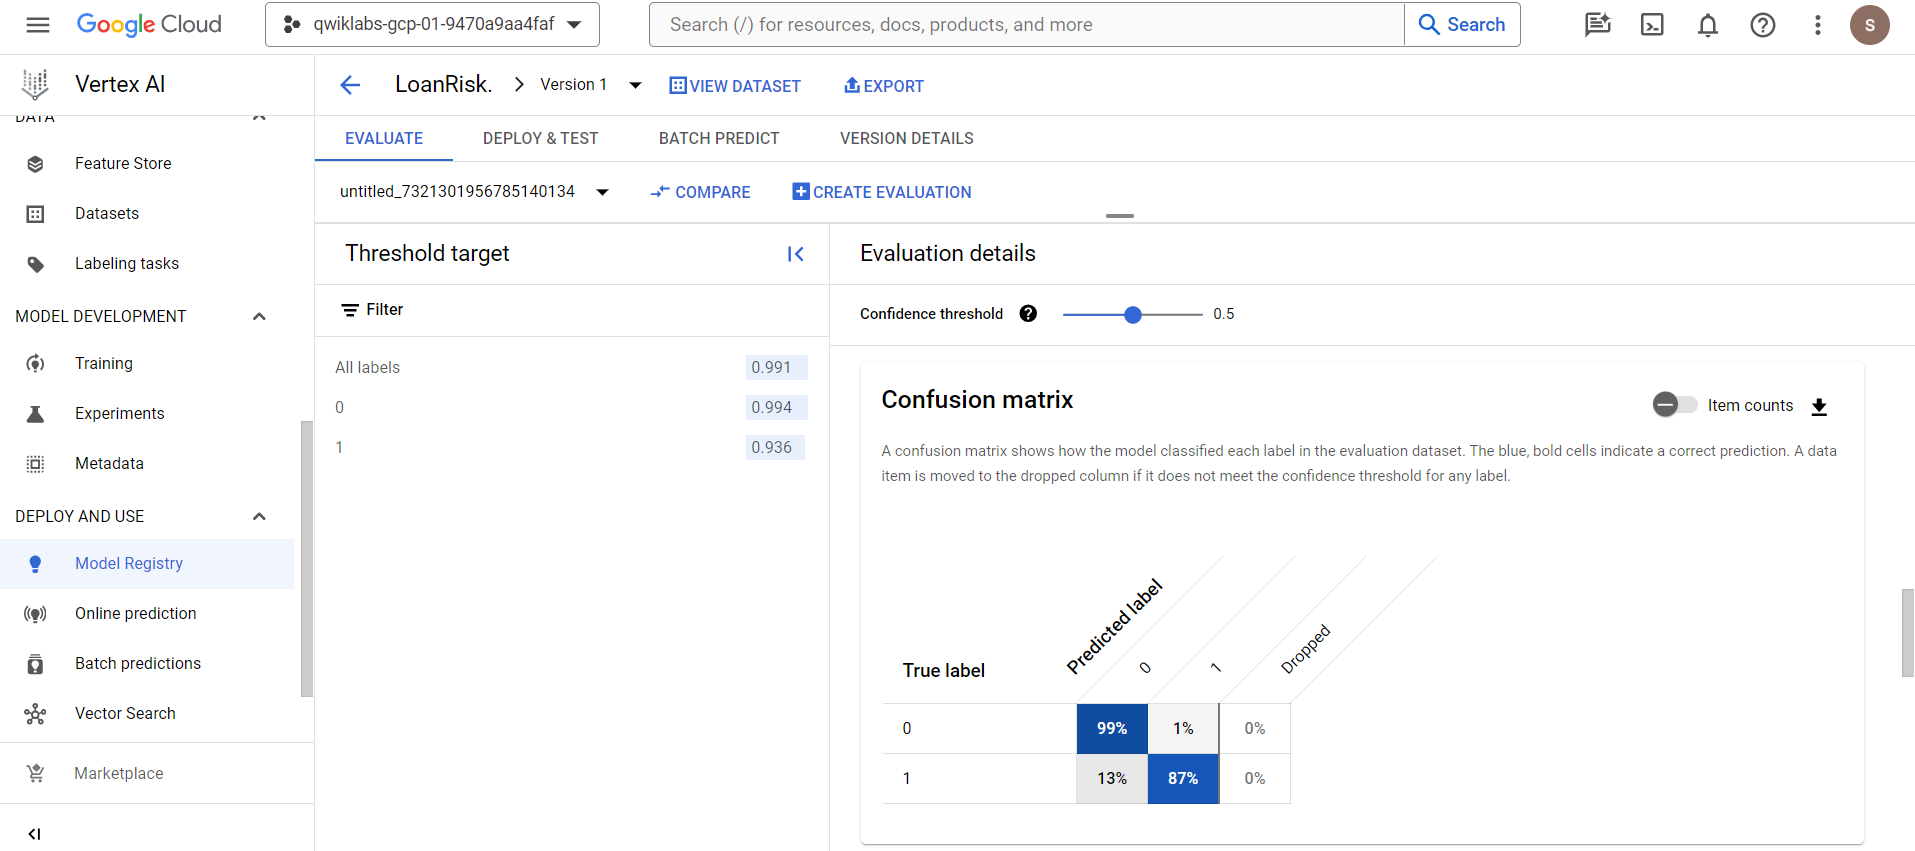 Google Cloud
qwiklabs-gcp-01-9470a9aa4faf
Search (/) for resources, docs, products, and more
Search
S
Vertex AI
DATA
Feature Store
Datasets
Labeling tasks
MODEL DEVELOPMENT
Training
Experiments
Metadata
DEPLOY AND USE
Model Registry
Online prediction
Batch predictions
Vector Search
Marketplace
LoanRisk.
Version 1
VIEW DATASET
EXPORT
EVALUATE
DEPLOY & TEST
BATCH PREDICT
VERSION DETAILS
untitled_7321301956785140134
COMPARE
CREATE EVALUATION
Threshold target
Filter
All labels 0.991
0 0.994
1 0.936
Evaluation details
Confidence threshold 0.5
Confusion matrix
Item counts
A confusion matrix shows how the model classified each label in the evaluation dataset. The blue, bold cells indicate a correct prediction. A data
item is moved to the dropped column if it does not meet the confidence threshold for any label.
True label
Predicted label
0
1
Dropped
0 99% 1% 0%
1 13% 87% 0%